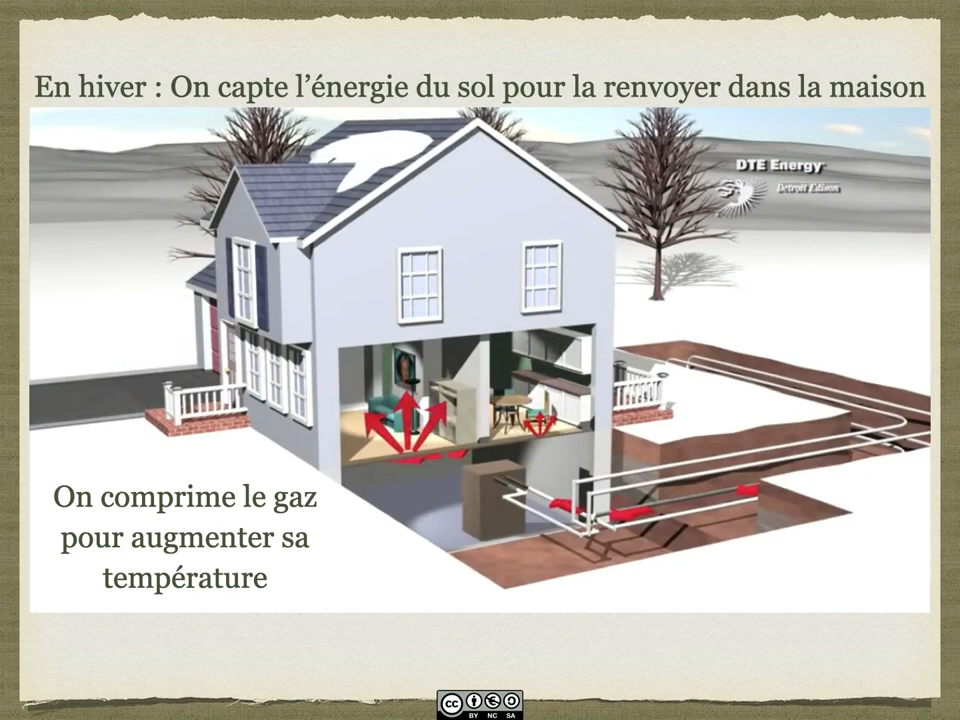 En hiver : On capte l’énergie du sol pour la renvoyer dans la maison
DTE Energy
Detroit Edison
On comprime le gaz
pour augmenter sa
température
cc
BY NC SA